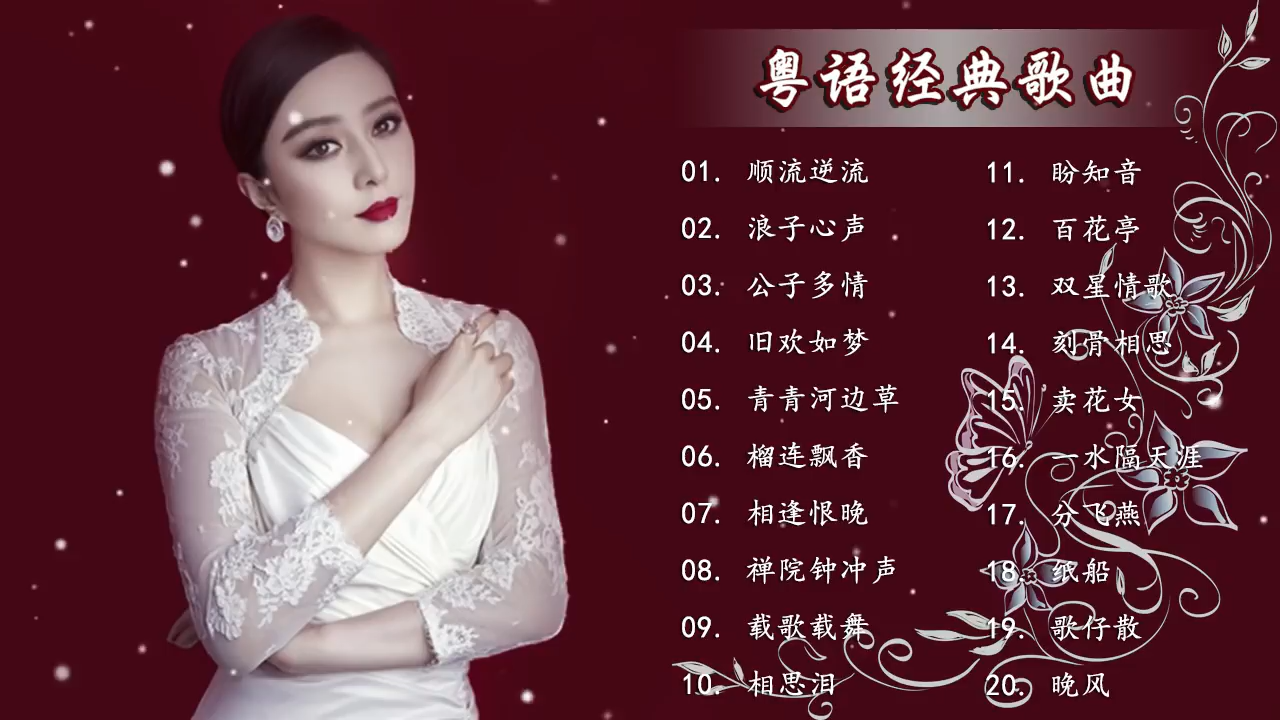 粤语经典歌曲
01. 顺流逆流
02. 浪子心声
03. 公子多情
04. 旧欢如梦
05. 青青河边草
06. 榴连飘香
07. 相逢恨晚
08. 禅院钟冲声
09. 载歌载舞
10. 相思泪
11. 盼知音
12. 百花亭
13. 双星情歌
14. 刻骨相思
15. 卖花女
16. 一水隔天涯
17. 分飞燕
18. 纸船
19. 歌仔散
20. 晚风